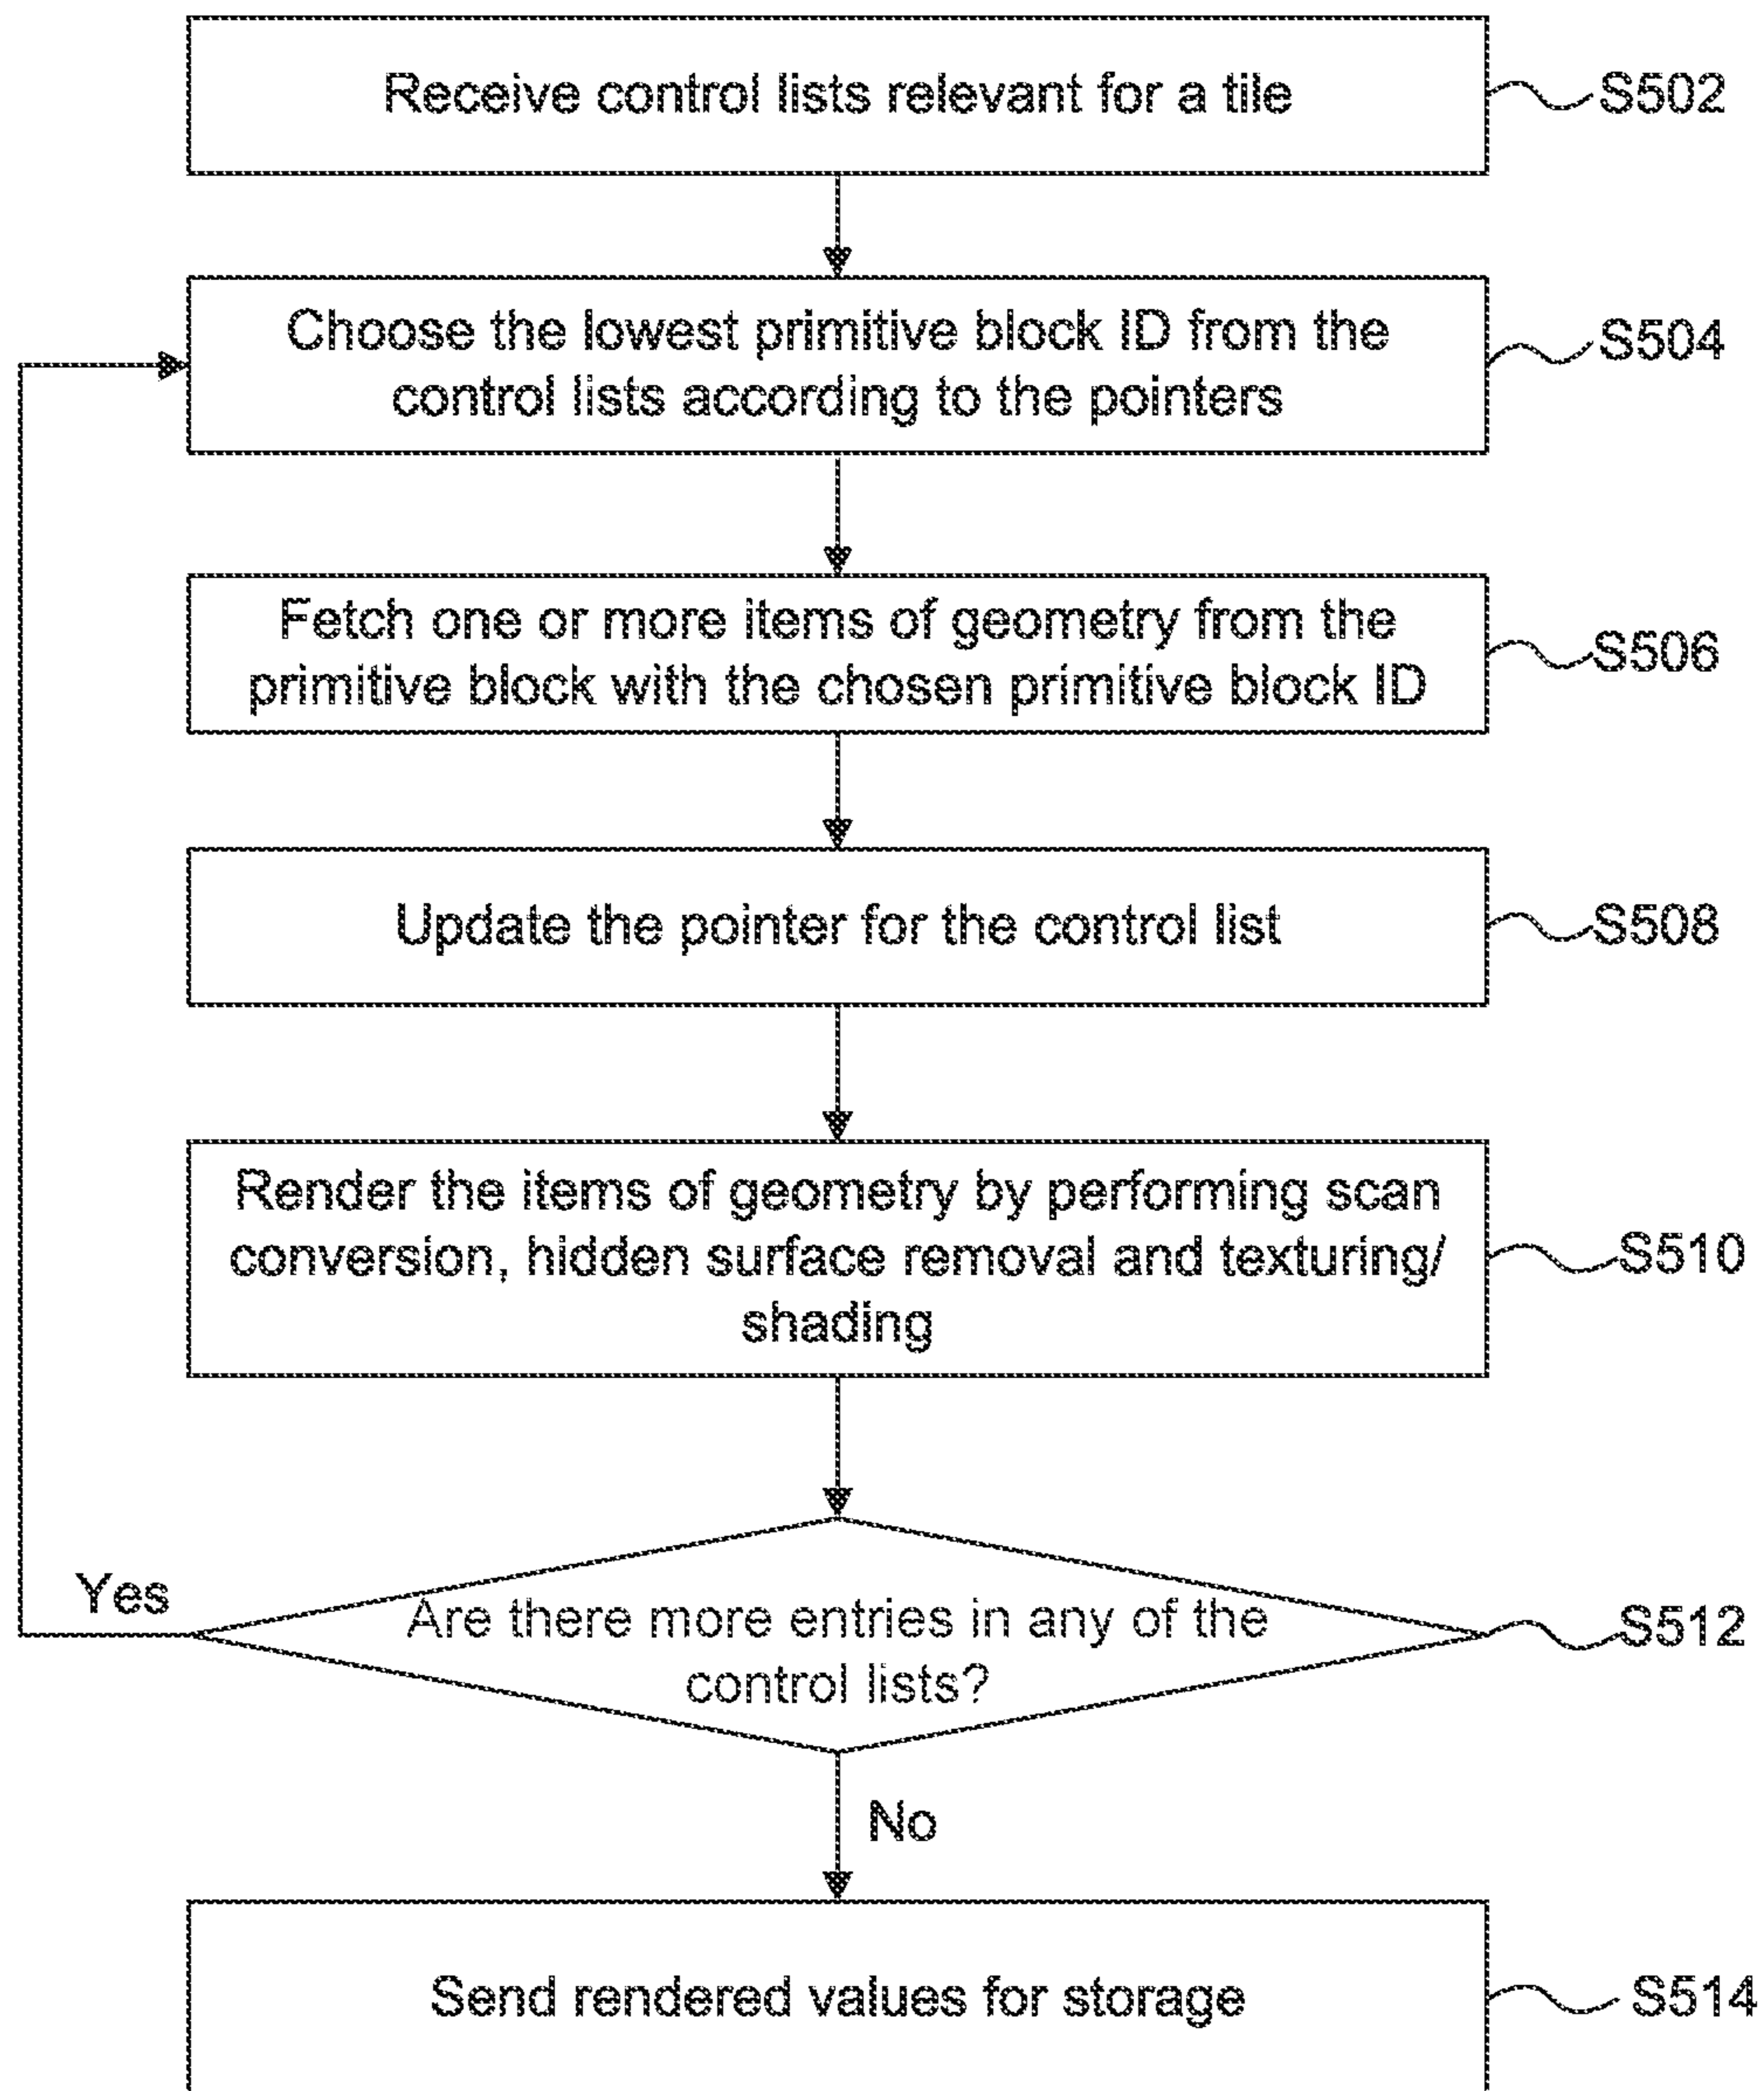 Receive control lists relevant for a tile
S502
Choose the lowest primitive block ID from the
control lists according to the pointers
S504
Fetch one or more items of geometry from the
primitive block with the chosen primitive block ID
S506
Update the pointer for the control list
S508
Render the items of geometry by performing scan
conversion, hidden surface removal and texturing/
shading
S510
Yes
Are there more entries in any of the
control lists?
S512
No
Send rendered values for storage
S514